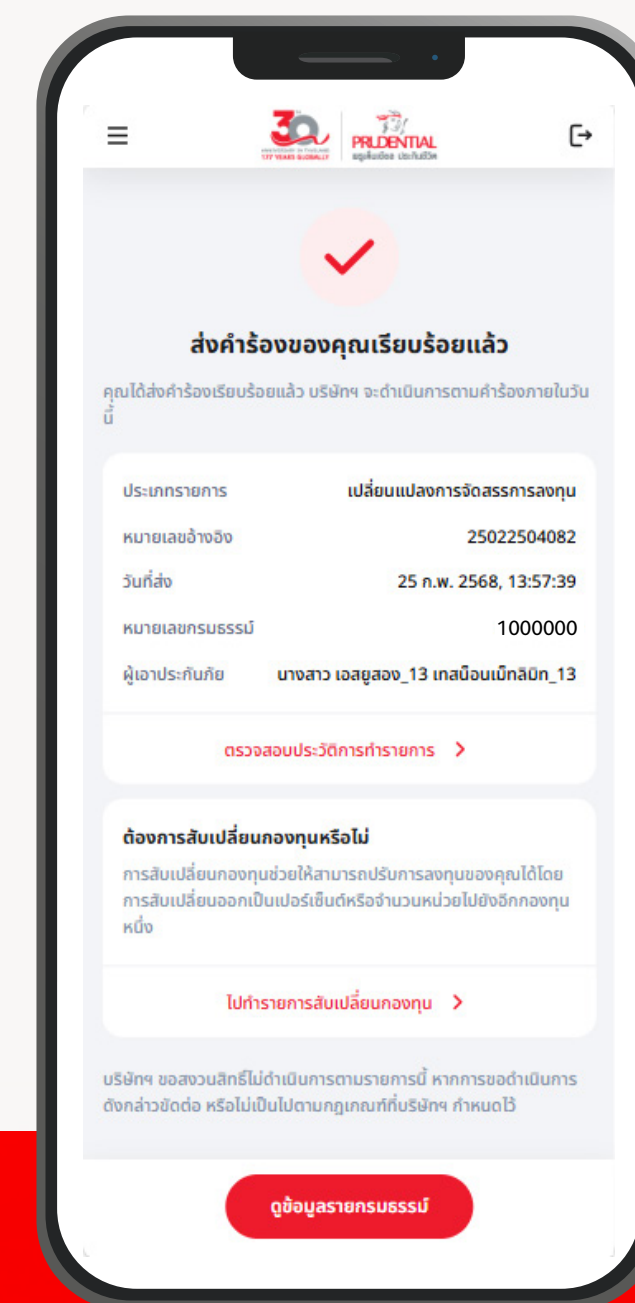 30
177 YEARS GLOBALLY
PRUDENTIAL
พรูเด็นเชียล ประกันชีวิต
ส่งคำร้องของคุณเรียบร้อยแล้ว
คุณได้ส่งคำร้องเรียบร้อยแล้ว บริษัทฯ จะดำเนินการตามคำร้องภายในวัน
นี้
ประเภทรายการ เปลี่ยนแปลงการจัดสรรการลงทุน
หมายเลขอ้างอิง 25022504082
วันที่ส่ง 25 ก.พ. 2568, 13:57:39
หมายเลขกรมธรรม์ 1000000
ผู้เอาประกันภัย นางสาว เอสยูสอง_13 เทสน็อนเม็ทลิมิท_13
ตรวจสอบประวัติการทำรายการ
ต้องการสับเปลี่ยนกองทุนหรือไม่
การสับเปลี่ยนกองทุนช่วยให้สามารถปรับการลงทุนของคุณได้โดย
การสับเปลี่ยนออกเป็นเปอร์เซ็นต์หรือจำนวนหน่วยไปยังอีกกองทุน
หนึ่ง
ไปทำรายการสับเปลี่ยนกองทุน
บริษัทฯ ขอสงวนสิทธิ์ไม่ดำเนินการตามรายการนี้ หากการขอดำเนินการ
ดังกล่าวขัดต่อ หรือไม่เป็นไปตามกฎเกณฑ์ที่บริษัทฯ กำหนดไว้
ดูข้อมูลรายกรมธรรม์